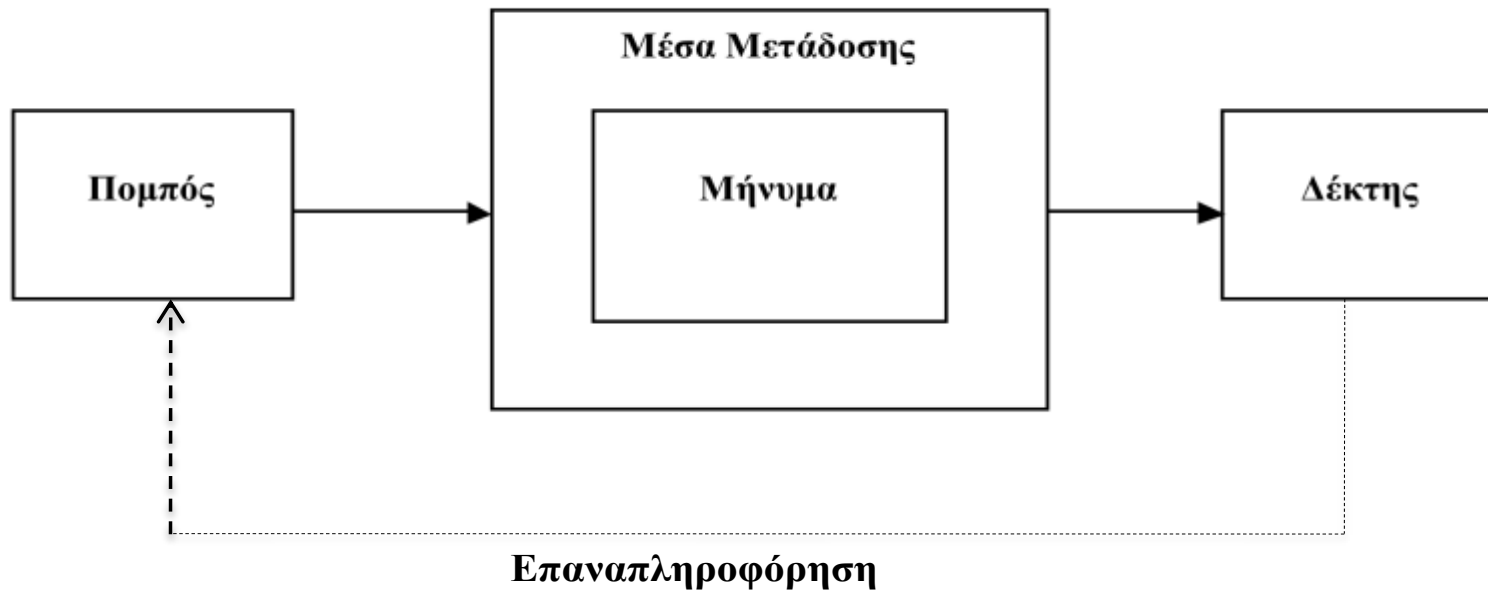 Μέσα Μετάδοσης
Πομπός
Μήνυμα
Δέκτης
Επαναπληροφόρηση